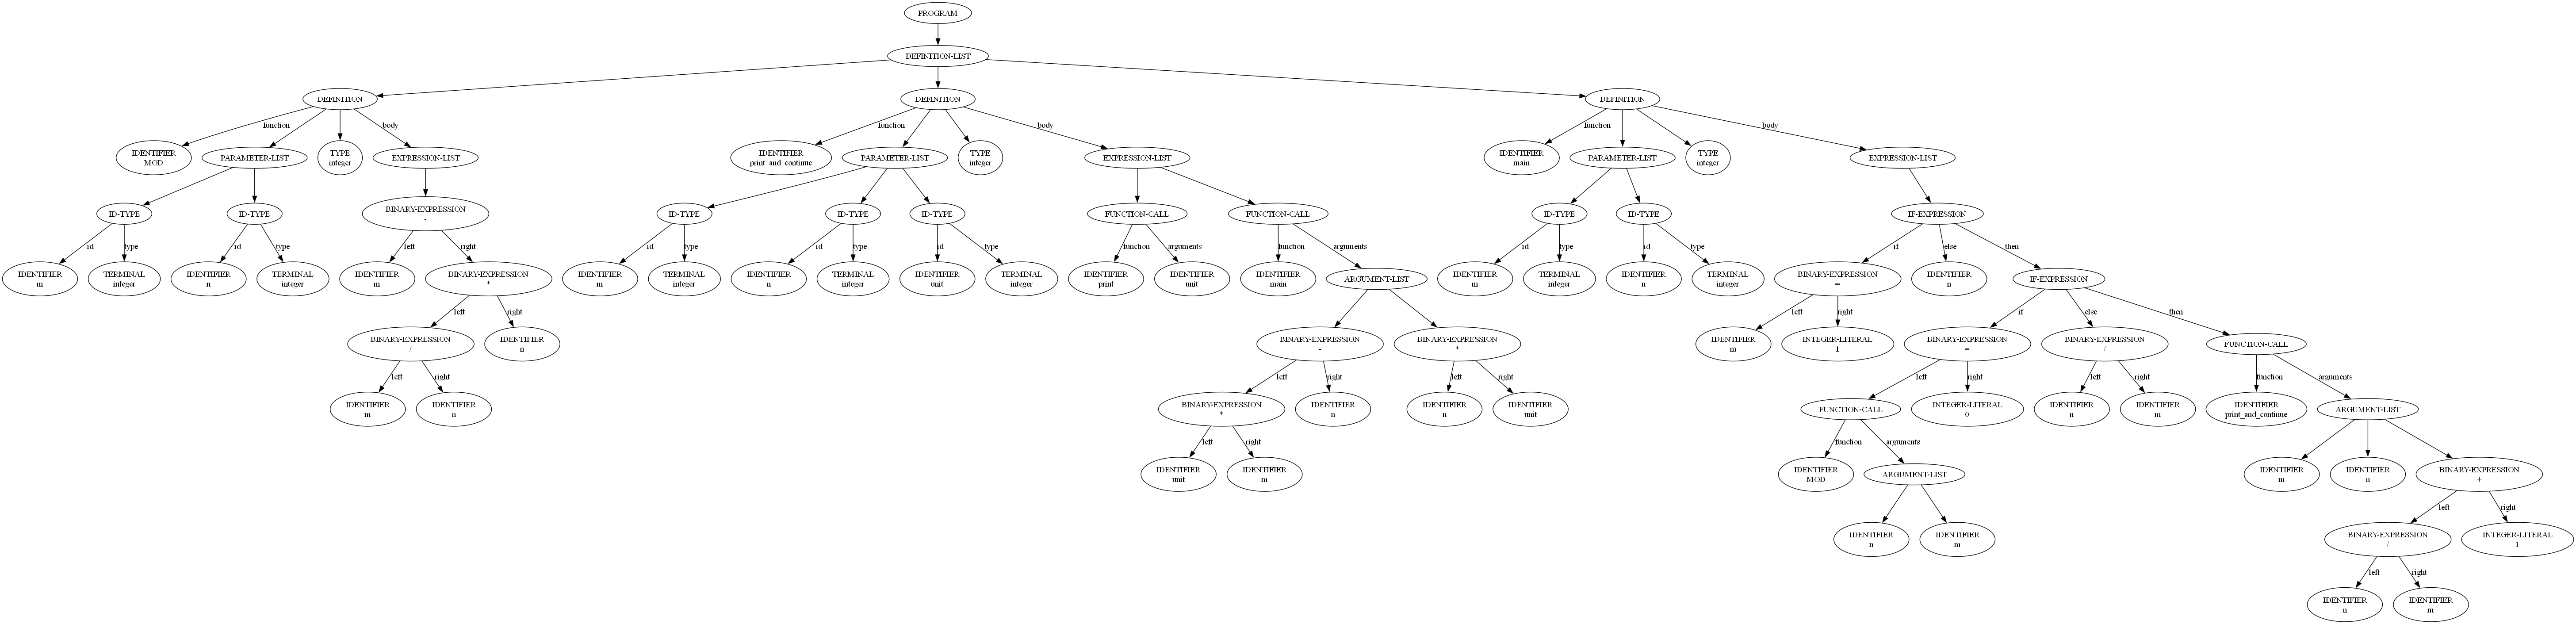 PROGRAM
DEFINITION-LIST
DEFINITION
DEFINITION
DEFINITION
function
body
function
body
function
body
IDENTIFIER
MOD
PARAMETER-LIST
TYPE
integer
EXPRESSION-LIST
IDENTIFIER
print_and_continue
PARAMETER-LIST
TYPE
integer
EXPRESSION-LIST
IDENTIFIER
main
PARAMETER-LIST
TYPE
integer
EXPRESSION-LIST
ID-TYPE
ID-TYPE
BINARY-EXPRESSION
-
ID-TYPE
ID-TYPE
ID-TYPE
FUNCTION-CALL
FUNCTION-CALL
ID-TYPE
ID-TYPE
IF-EXPRESSION
id
type
id
type
left
right
id
type
id
type
id
type
function
arguments
function
arguments
id
type
id
type
if
else
then
IDENTIFIER
m
TERMINAL
integer
IDENTIFIER
n
TERMINAL
integer
IDENTIFIER
m
BINARY-EXPRESSION
*
IDENTIFIER
m
TERMINAL
integer
IDENTIFIER
n
TERMINAL
integer
IDENTIFIER
unit
TERMINAL
integer
IDENTIFIER
print
IDENTIFIER
unit
IDENTIFIER
main
ARGUMENT-LIST
IDENTIFIER
m
TERMINAL
integer
IDENTIFIER
n
TERMINAL
integer
BINARY-EXPRESSION
=
IDENTIFIER
n
IF-EXPRESSION
left
right
left
right
if
else
then
BINARY-EXPRESSION
/
IDENTIFIER
n
BINARY-EXPRESSION
-
BINARY-EXPRESSION
*
IDENTIFIER
m
INTEGER-LITERAL
1
BINARY-EXPRESSION
=
BINARY-EXPRESSION
/
FUNCTION-CALL
left
right
left
right
left
right
left
right
left
right
function
arguments
IDENTIFIER
m
IDENTIFIER
n
BINARY-EXPRESSION
*
IDENTIFIER
n
IDENTIFIER
n
IDENTIFIER
unit
FUNCTION-CALL
INTEGER-LITERAL
0
IDENTIFIER
n
IDENTIFIER
m
IDENTIFIER
print_and_continue
ARGUMENT-LIST
left
right
function
arguments
IDENTIFIER
unit
IDENTIFIER
m
IDENTIFIER
MOD
ARGUMENT-LIST
IDENTIFIER
m
IDENTIFIER
n
BINARY-EXPRESSION
+
left
right
IDENTIFIER
n
IDENTIFIER
m
BINARY-EXPRESSION
/
INTEGER-LITERAL
1
left
right
IDENTIFIER
n
IDENTIFIER
m